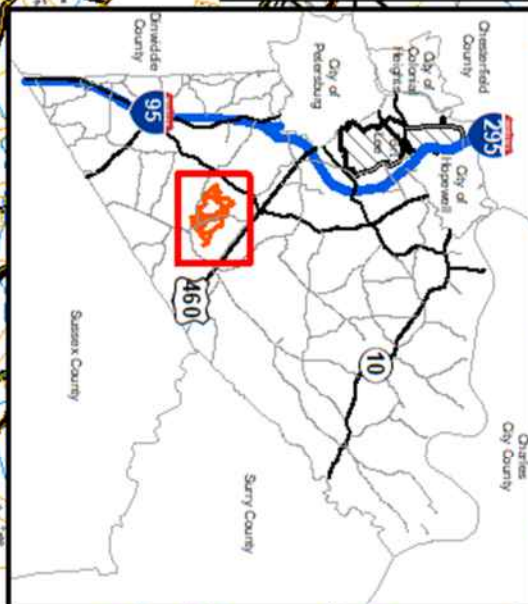 Chesterfield
County
Charles
City County
City of
Colonial
Heights
295
City of
Hopewell
City of
Petersburg
10
Dinwiddie
County
95
460
Surry County
Sussex County